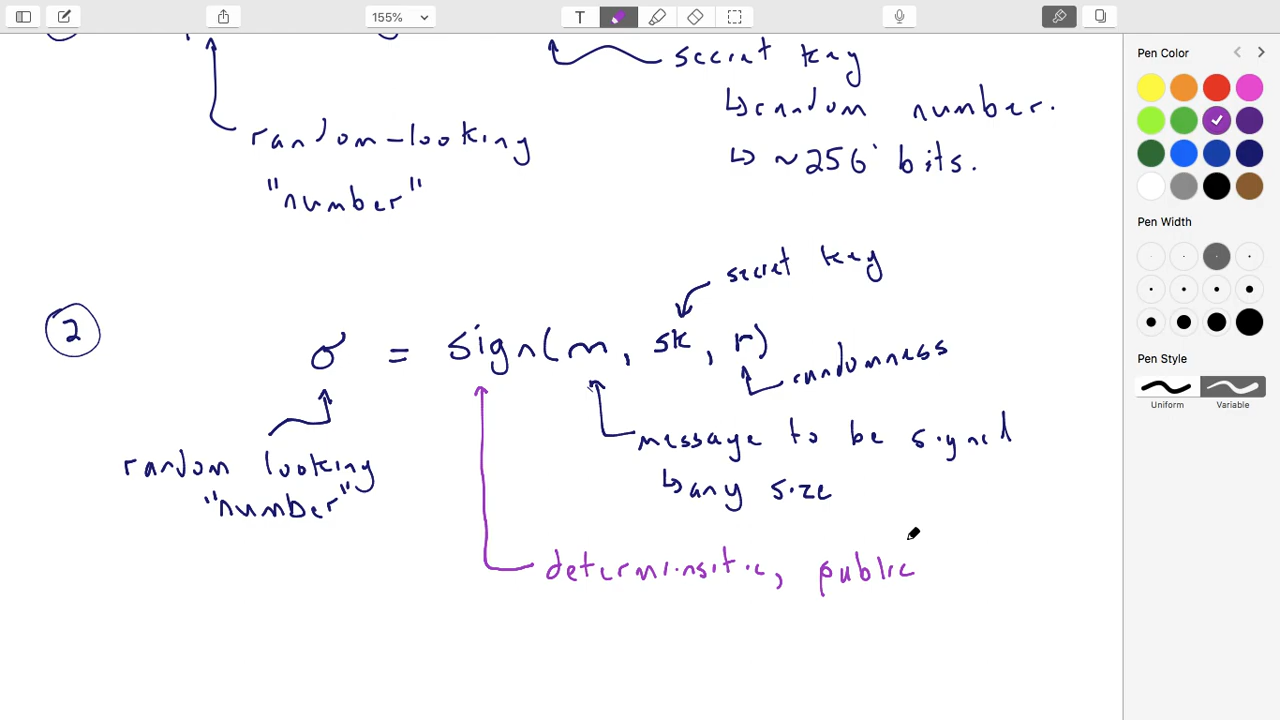 155%
T
secret key
↳random number.
↳ ~256 bits.
random-looking
"number"
Pen Color
Pen Width
Pen Style
Uniform Variable
secret key
2
σ = sign(m, sk, r)
randomness
message to be signed
↳any size
random looking
"number"
determinsitic, public